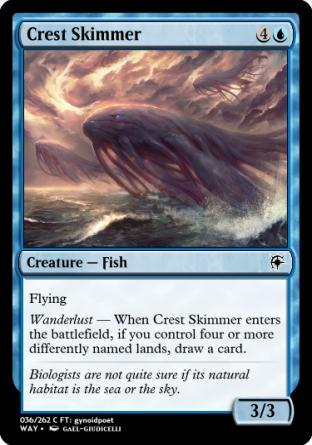 Crest Skimmer 4
Creature — Fish
Flying
Wanderlust — When Crest Skimmer enters
the battlefield, if you control four or more
differently named lands, draw a card.
Biologists are not quite sure if its natural
habitat is the sea or the sky.
3/3
036/262 C FT: gynoidpoet
WAY • GAEL-GIUDICELLI